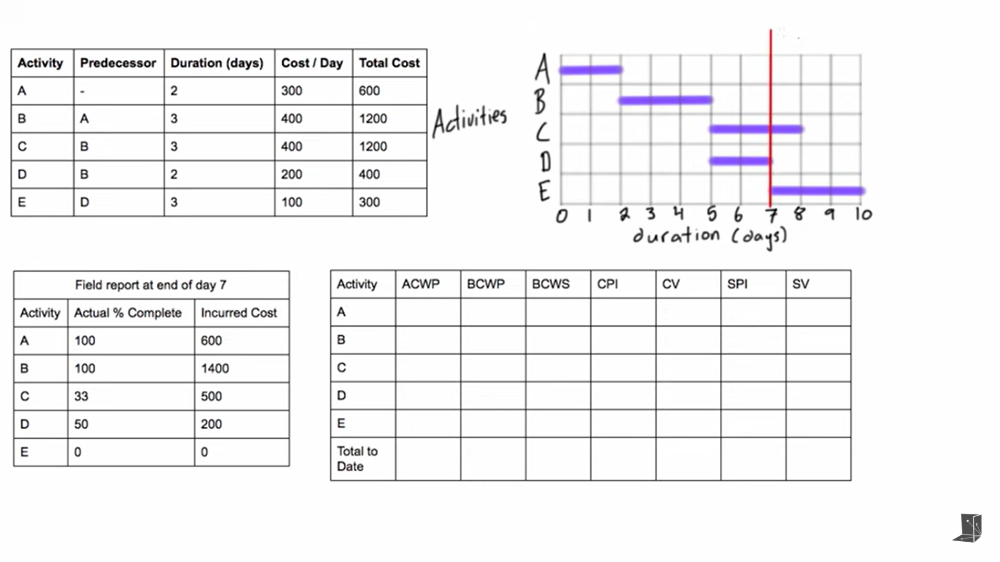 Activity Predecessor Duration (days) Cost / Day Total Cost
A - 2 300 600
B A 3 400 1200
C B 3 400 1200
D B 2 200 400
E D 3 100 300
Activities
A
B
C
D
E
0 1 2 3 4 5 6 7 8 9 10
duration (days)
Field report at end of day 7
Activity Actual % Complete Incurred Cost
A 100 600
B 100 1400
C 33 500
D 50 200
E 0 0
Activity ACWP BCWP BCWS CPI CV SPI SV
A
B
C
D
E
Total to
Date